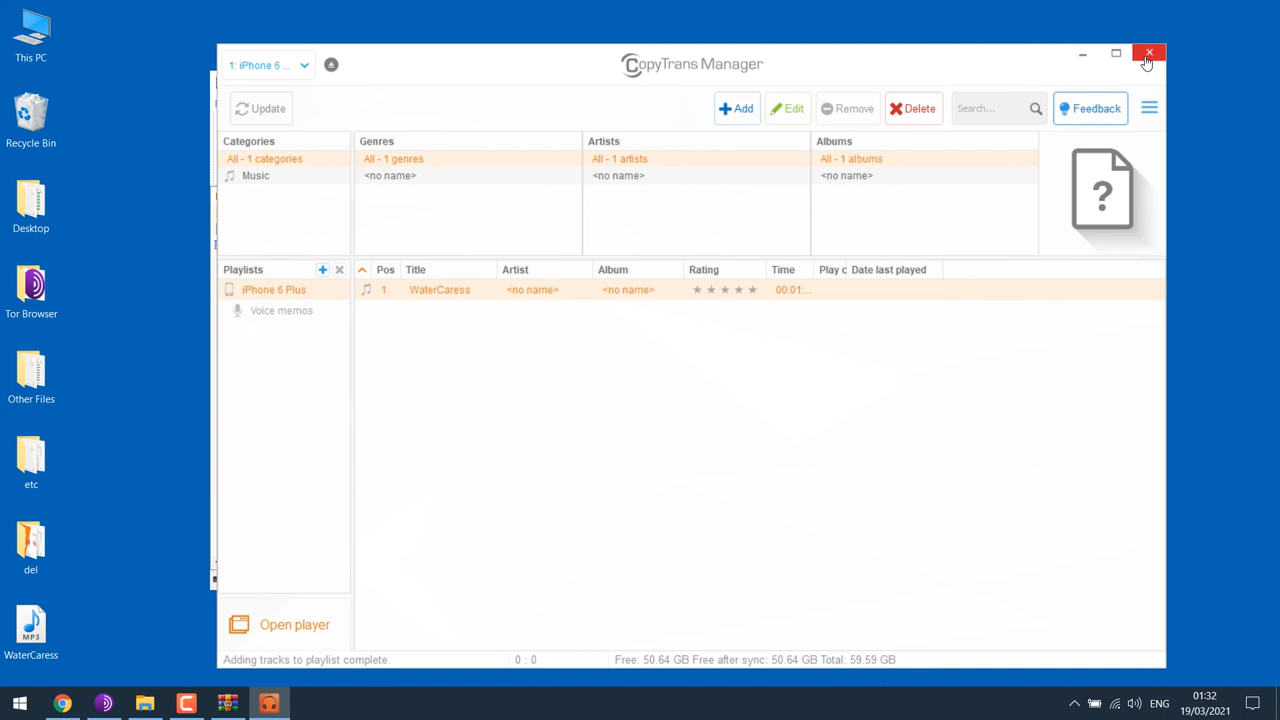 This PC
Recycle Bin
Desktop
Tor Browser
Other Files
etc
del
MP3
WaterCaress
1: iPhone 6 ...
CopyTrans Manager
Update
Add
Edit
Remove
Delete
Search...
Feedback
Categories
Genres
Artists
Albums
All - 1 categories
All - 1 genres
All - 1 artists
All - 1 albums
Music
<no name>
<no name>
<no name>
?
Playlists
Pos
Title
Artist
Album
Rating
Time
Play c
Date last played
iPhone 6 Plus
1
WaterCaress
<no name>
<no name>
00:01:...
Voice memos
Open player
Adding tracks to playlist complete.
0 : 0
Free: 50.64 GB Free after sync: 50.64 GB Total: 59.59 GB
ENG
01:32
19/03/2021